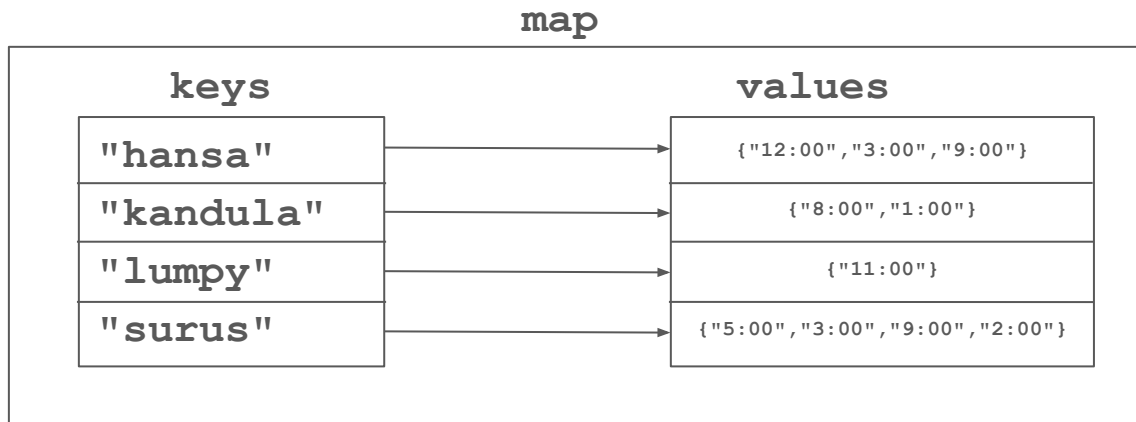 map
keys values
"hansa" {"12:00","3:00","9:00"}
"kandula" {"8:00","1:00"}
"lumpy" {"11:00"}
"surus" {"5:00","3:00","9:00","2:00"}